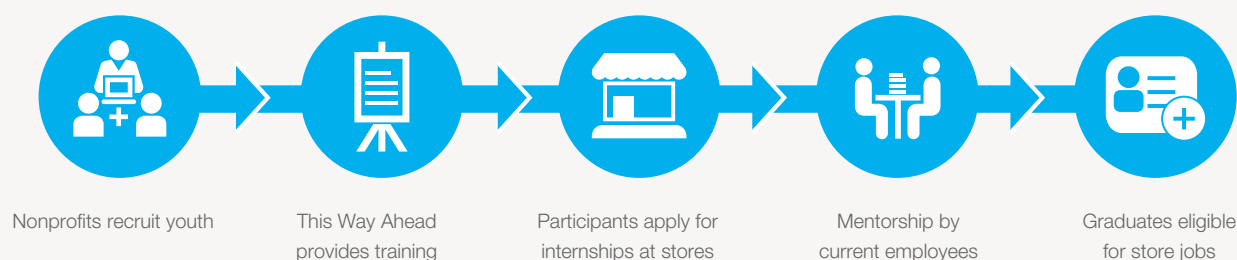 Nonprofits recruit youth
This Way Ahead
provides training
Participants apply for
internships at stores
Mentorship by
current employees
Graduates eligible
for store jobs